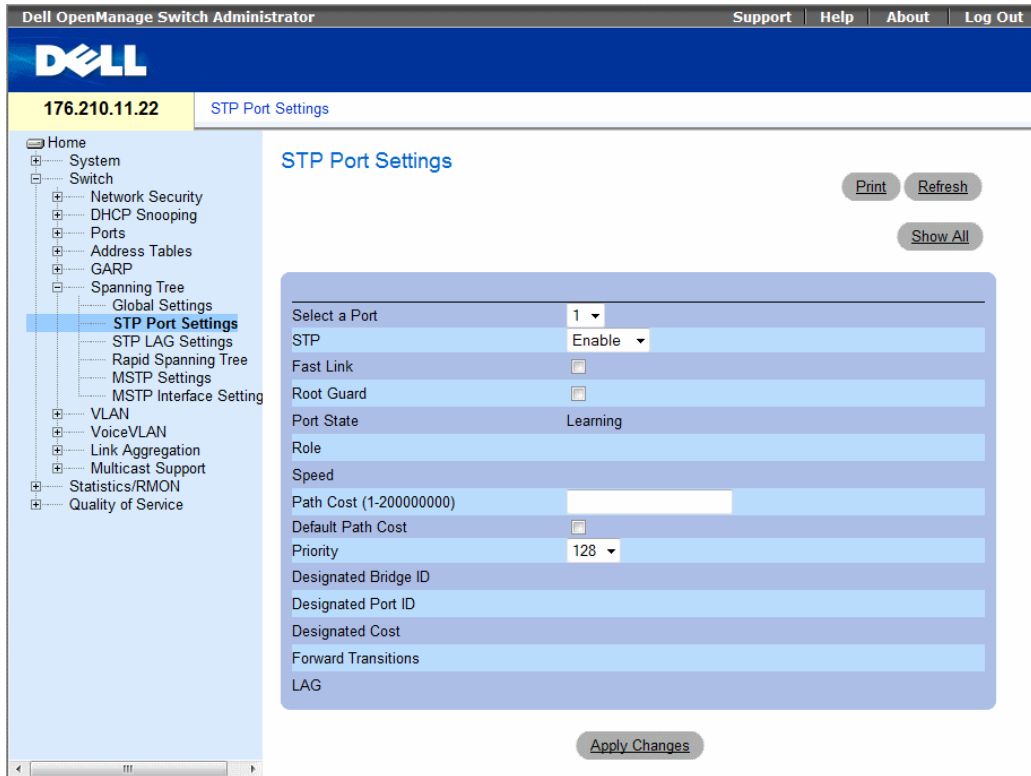 Dell OpenManage Switch Administrator
Support Help About Log Out
DELL
176.210.11.22
STP Port Settings
Home
System
Switch
Network Security
DHCP Snooping
Ports
Address Tables
GARP
Spanning Tree
Global Settings
STP Port Settings
STP LAG Settings
Rapid Spanning Tree
MSTP Settings
MSTP Interface Setting
VLAN
VoiceVLAN
Link Aggregation
Multicast Support
Statistics/RMON
Quality of Service
STP Port Settings
Print Refresh
Show All
Select a Port 1
STP Enable
Fast Link
Root Guard
Port State Learning
Role
Speed
Path Cost (1-200000000)
Default Path Cost
Priority 128
Designated Bridge ID
Designated Port ID
Designated Cost
Forward Transitions
LAG
Apply Changes